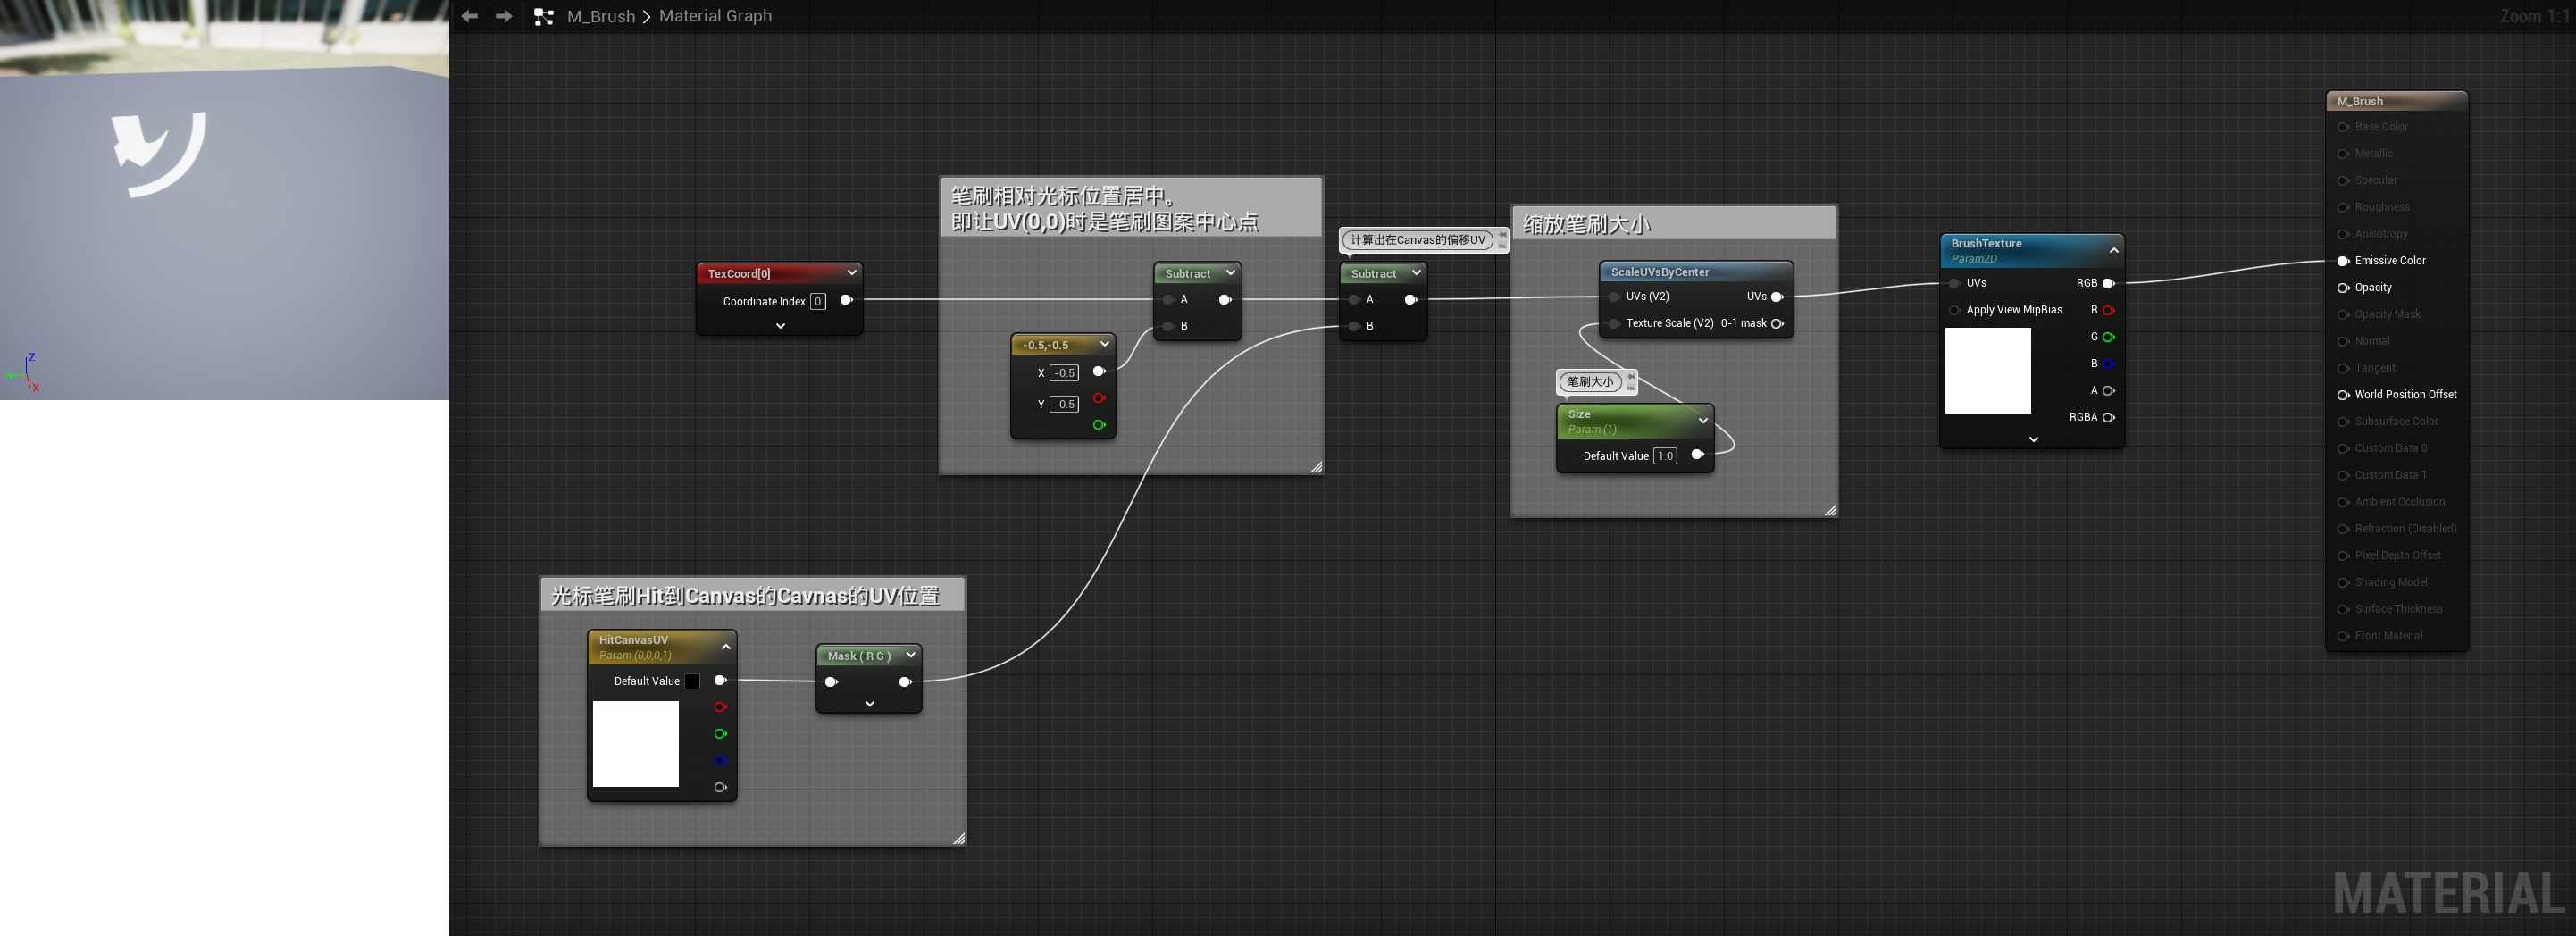 M_Brush > Material Graph
Zoom 1:1
Z
Y
X
笔刷相对光标位置居中。
即让UV(0,0)时是笔刷图案中心点
TexCoord[0]
Coordinate Index 0
Subtract
A
B
-0.5,-0.5
X -0.5
Y -0.5
计算出在Canvas的偏移UV
Subtract
A
B
缩放笔刷大小
ScaleUVsByCenter
UVs (V2) UVs
Texture Scale (V2) 0-1 mask
笔刷大小
Size
Param (1)
Default Value 1.0
BrushTexture
Param2D
UVs RGB
Apply View MipBias R
G
B
A
RGBA
M_Brush
Base Color
Metallic
Specular
Roughness
Anisotropy
Emissive Color
Opacity
Opacity Mask
Normal
Tangent
World Position Offset
Subsurface Color
Custom Data 0
Custom Data 1
Ambient Occlusion
Refraction (Disabled)
Pixel Depth Offset
Shading Model
Surface Thickness
Front Material
光标笔刷Hit到Canvas的Cavnas的UV位置
HitCanvasUV
Param (0,0,0,1)
Default Value
Mask ( R G )
MATERIAL